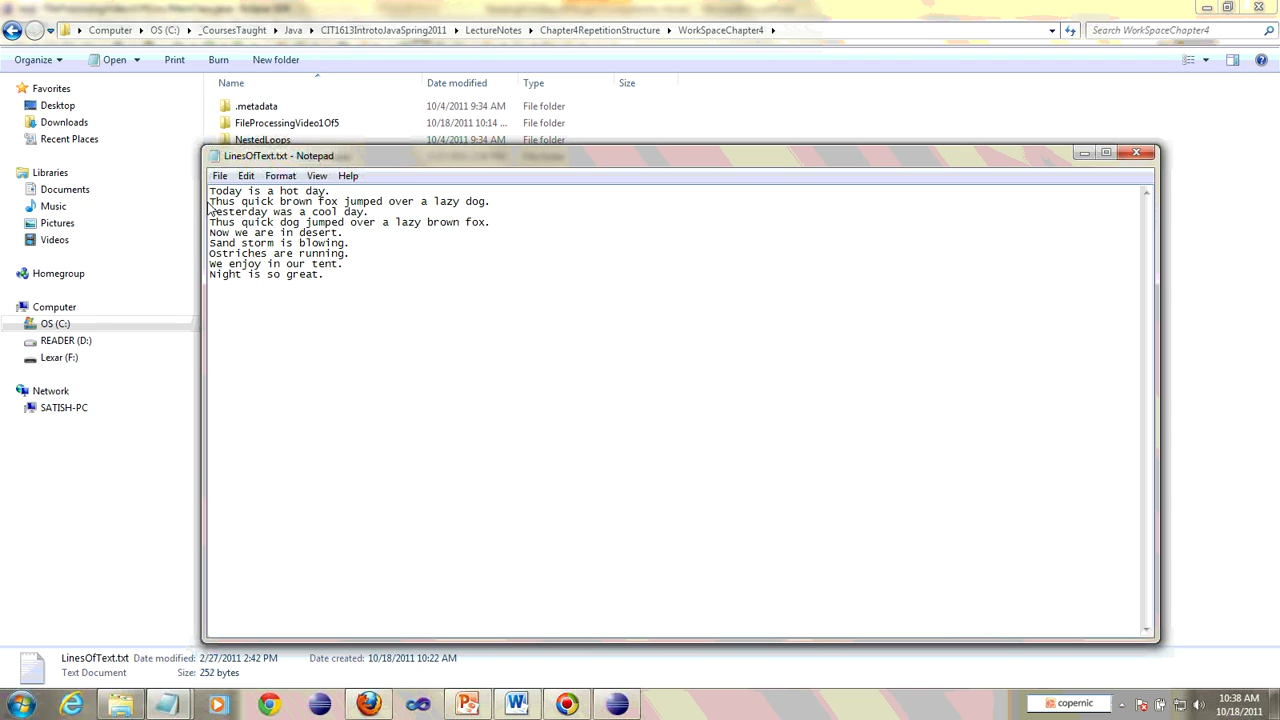 Computer OS (C:) _CoursesTaught Java CIT1613IntrotoJavaSpring2011 LectureNotes Chapter4RepetitionStructure WorkSpaceChapter4 Search WorkSpaceChapter4
Organize Open Print Burn New folder
Name Date modified Type Size
.metadata 10/4/2011 9:34 AM File folder
FileProcessingVideo1Of5 10/18/2011 10:14 ... File folder
NestedLoops 10/4/2011 9:34 AM File folder
Favorites
Desktop
Downloads
Recent Places
Libraries
Documents
Music
Pictures
Videos
Homegroup
Computer
OS (C:)
READER (D:)
Lexar (F:)
Network
SATISH-PC
LinesOfText.txt - Notepad
File Edit Format View Help
Today is a hot day.
Thus quick brown fox jumped over a lazy dog.
Yesterday was a cool day.
Thus quick dog jumped over a lazy brown fox.
Now we are in desert.
Sand storm is blowing.
Ostriches are running.
We enjoy in our tent.
Night is so great.
LinesOfText.txt Date modified: 2/27/2011 2:42 PM Date created: 10/18/2011 10:22 AM
Text Document Size: 252 bytes
copernic
10:38 AM
10/18/2011